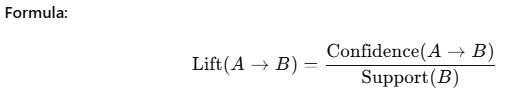 Formula:
Lift(A → B) = Confidence(A → B) / Support(B)